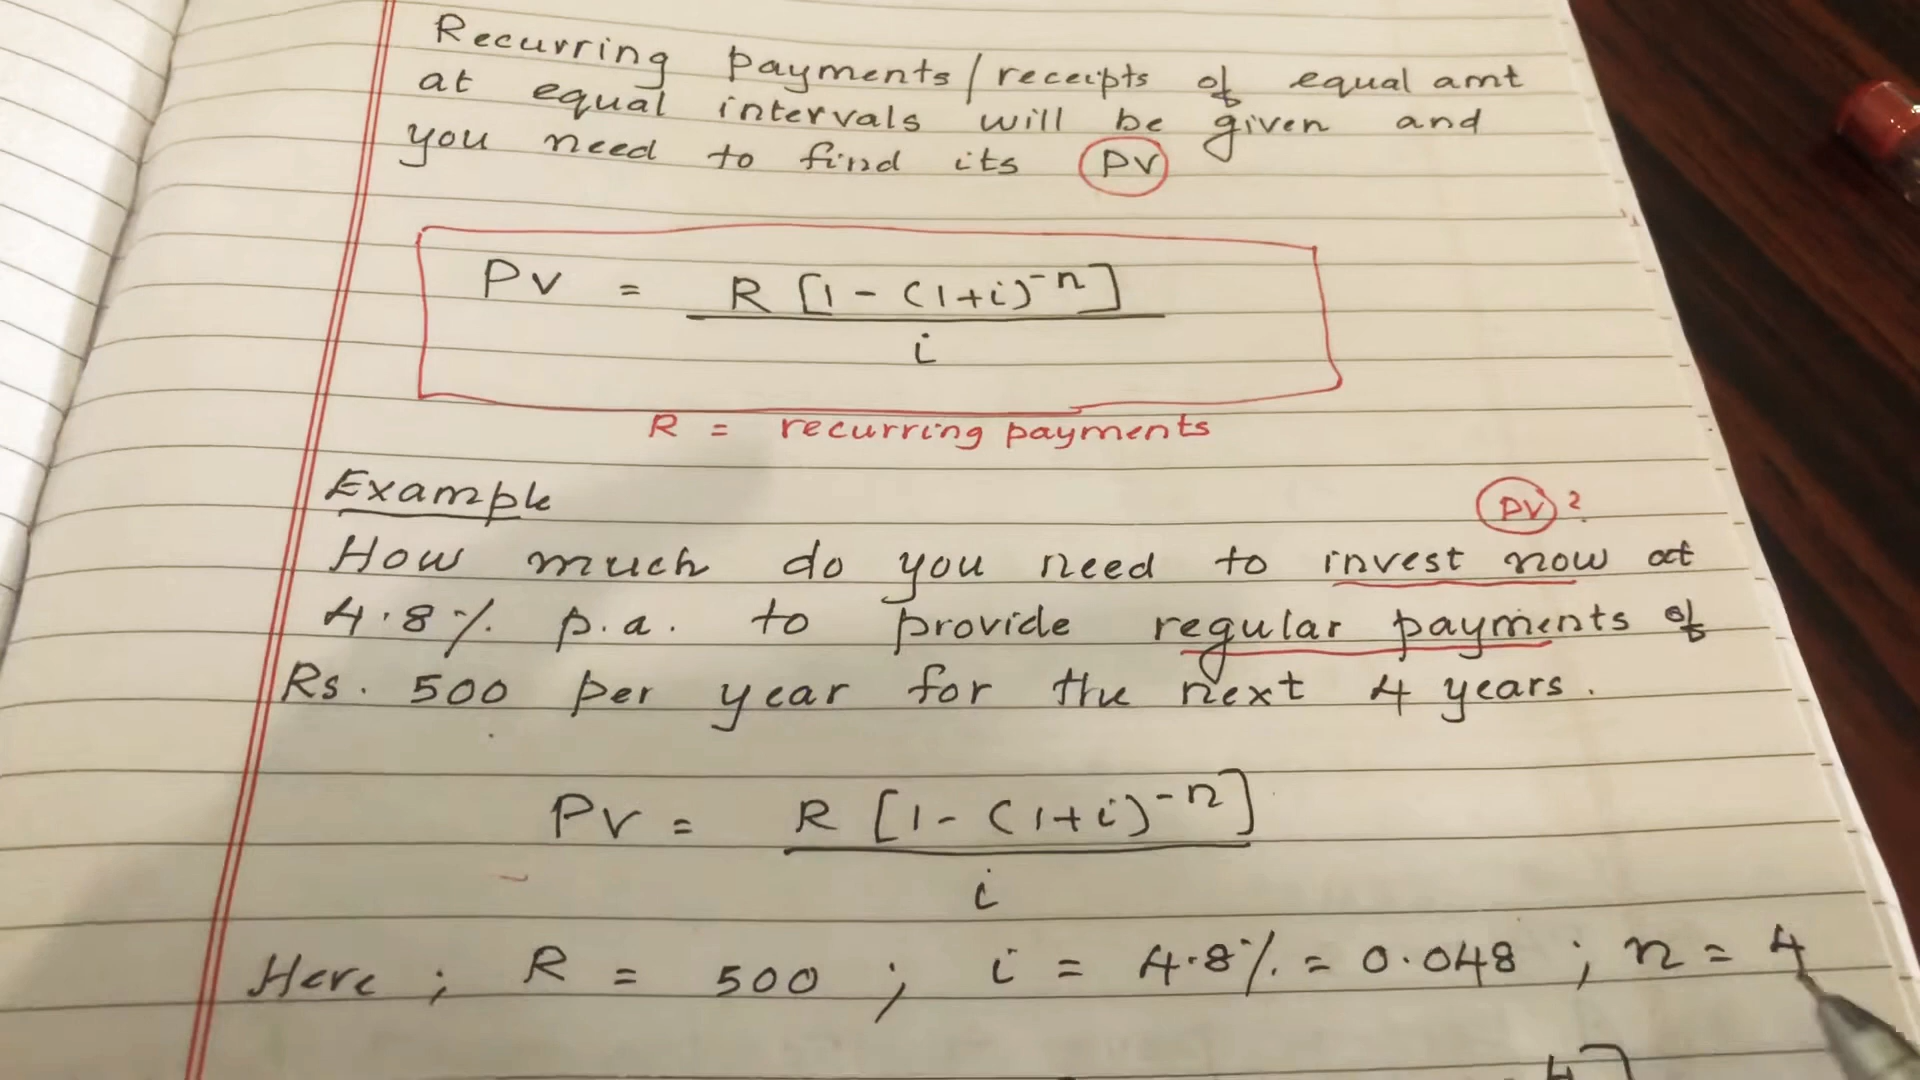 Recurring payments/receipts of equal amt
at equal intervals will be given and
you need to find its PV
PV = R [1 - (1+i)^-n]
i
R = recurring payments
Example
PV ?
How much do you need to invest now at
4.8% p.a. to provide regular payments of
Rs. 500 per year for the next 4 years.
PV = R [1 - (1+i)^-n]
i
Here ; R = 500 ; i = 4.8% = 0.048 ; n = 4